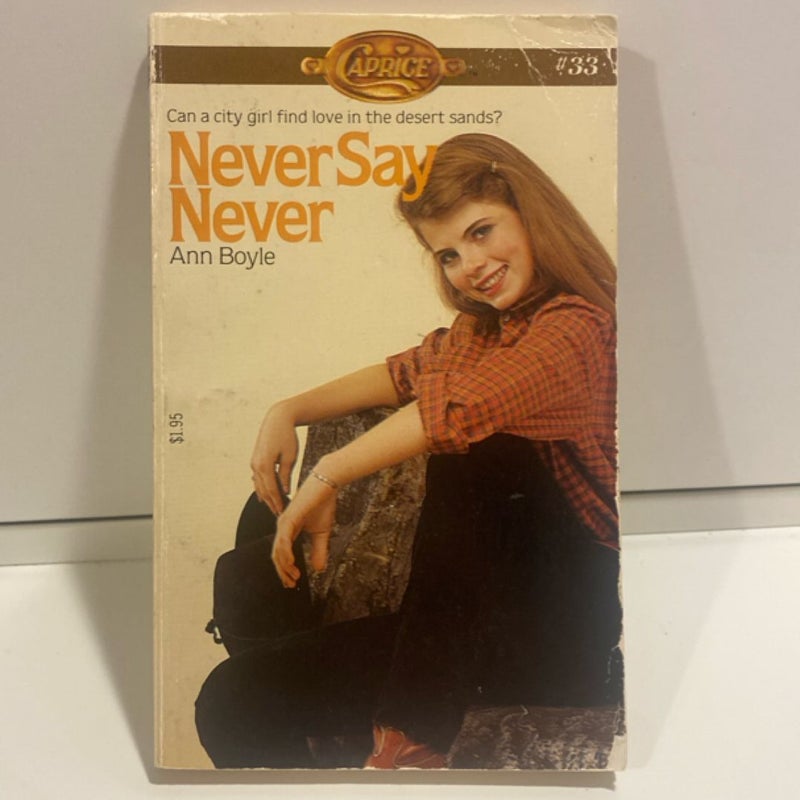 CAPRICE
#33
Can a city girl find love in the desert sands?
Never Say
Never
Ann Boyle
$1.95